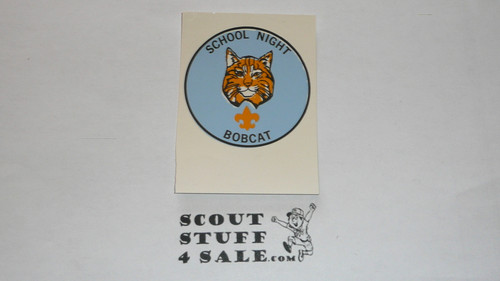 SCHOOL NIGHT
BOBCAT
SCOUT
STUFF
4 SALE.com